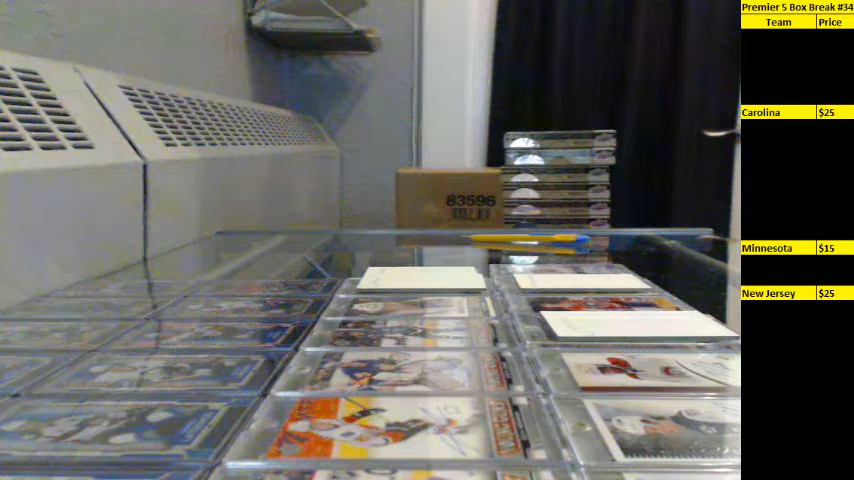 Premier 5 Box Break #34
Team Price
Carolina $25
Minnesota $15
New Jersey $25
83596